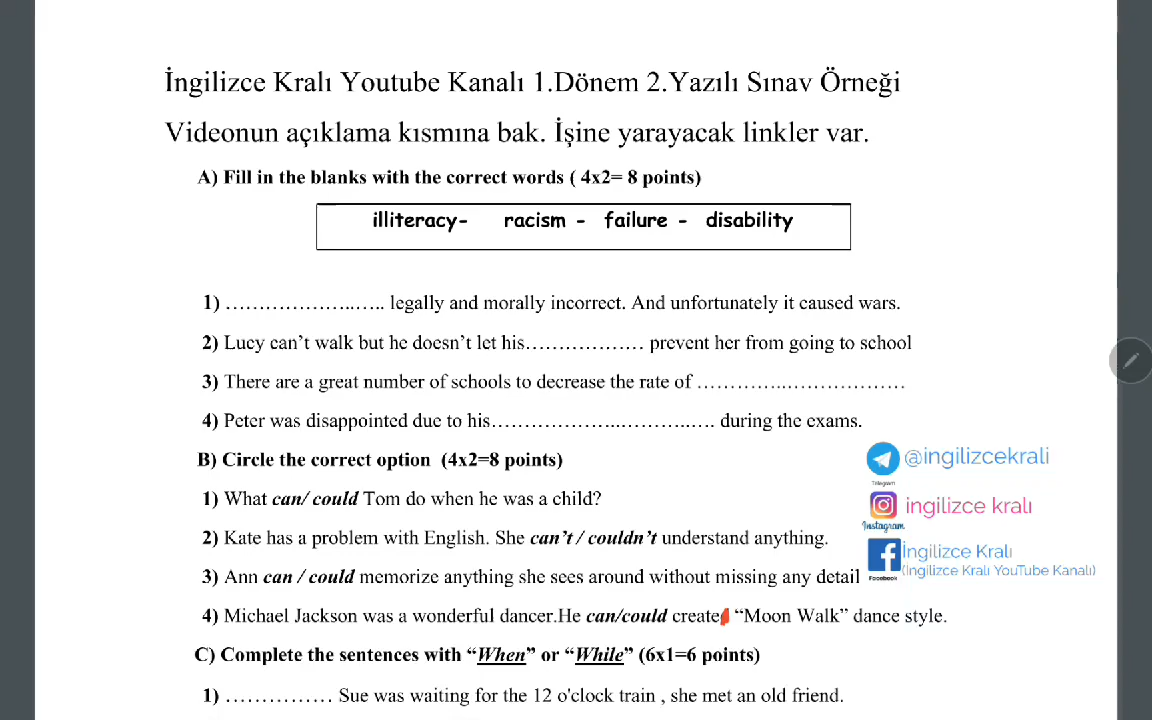 İngilizce Kralı Youtube Kanalı 1.Dönem 2.Yazılı Sınav Örneği
Videonun açıklama kısmına bak. İşine yarayacak linkler var.
A) Fill in the blanks with the correct words ( 4x2= 8 points)
illiteracy- racism - failure - disability
1) ………………..….. legally and morally incorrect. And unfortunately it caused wars.
2) Lucy can’t walk but he doesn’t let his……………… prevent her from going to school
3) There are a great number of schools to decrease the rate of …………..………………
4) Peter was disappointed due to his………………..………..…. during the exams.
B) Circle the correct option (4x2=8 points)
1) What can/ could Tom do when he was a child?
2) Kate has a problem with English. She can’t / couldn’t understand anything.
3) Ann can / could memorize anything she sees around without missing any detail
4) Michael Jackson was a wonderful dancer.He can/could create “Moon Walk” dance style.
C) Complete the sentences with “When” or “While” (6x1=6 points)
1) …………… Sue was waiting for the 12 o'clock train , she met an old friend.
@ingilizcekrali
Telegram
ingilizce kralı
Instagram
İngilizce Kralı
(İngilizce Kralı YouTube Kanalı)
Facebook